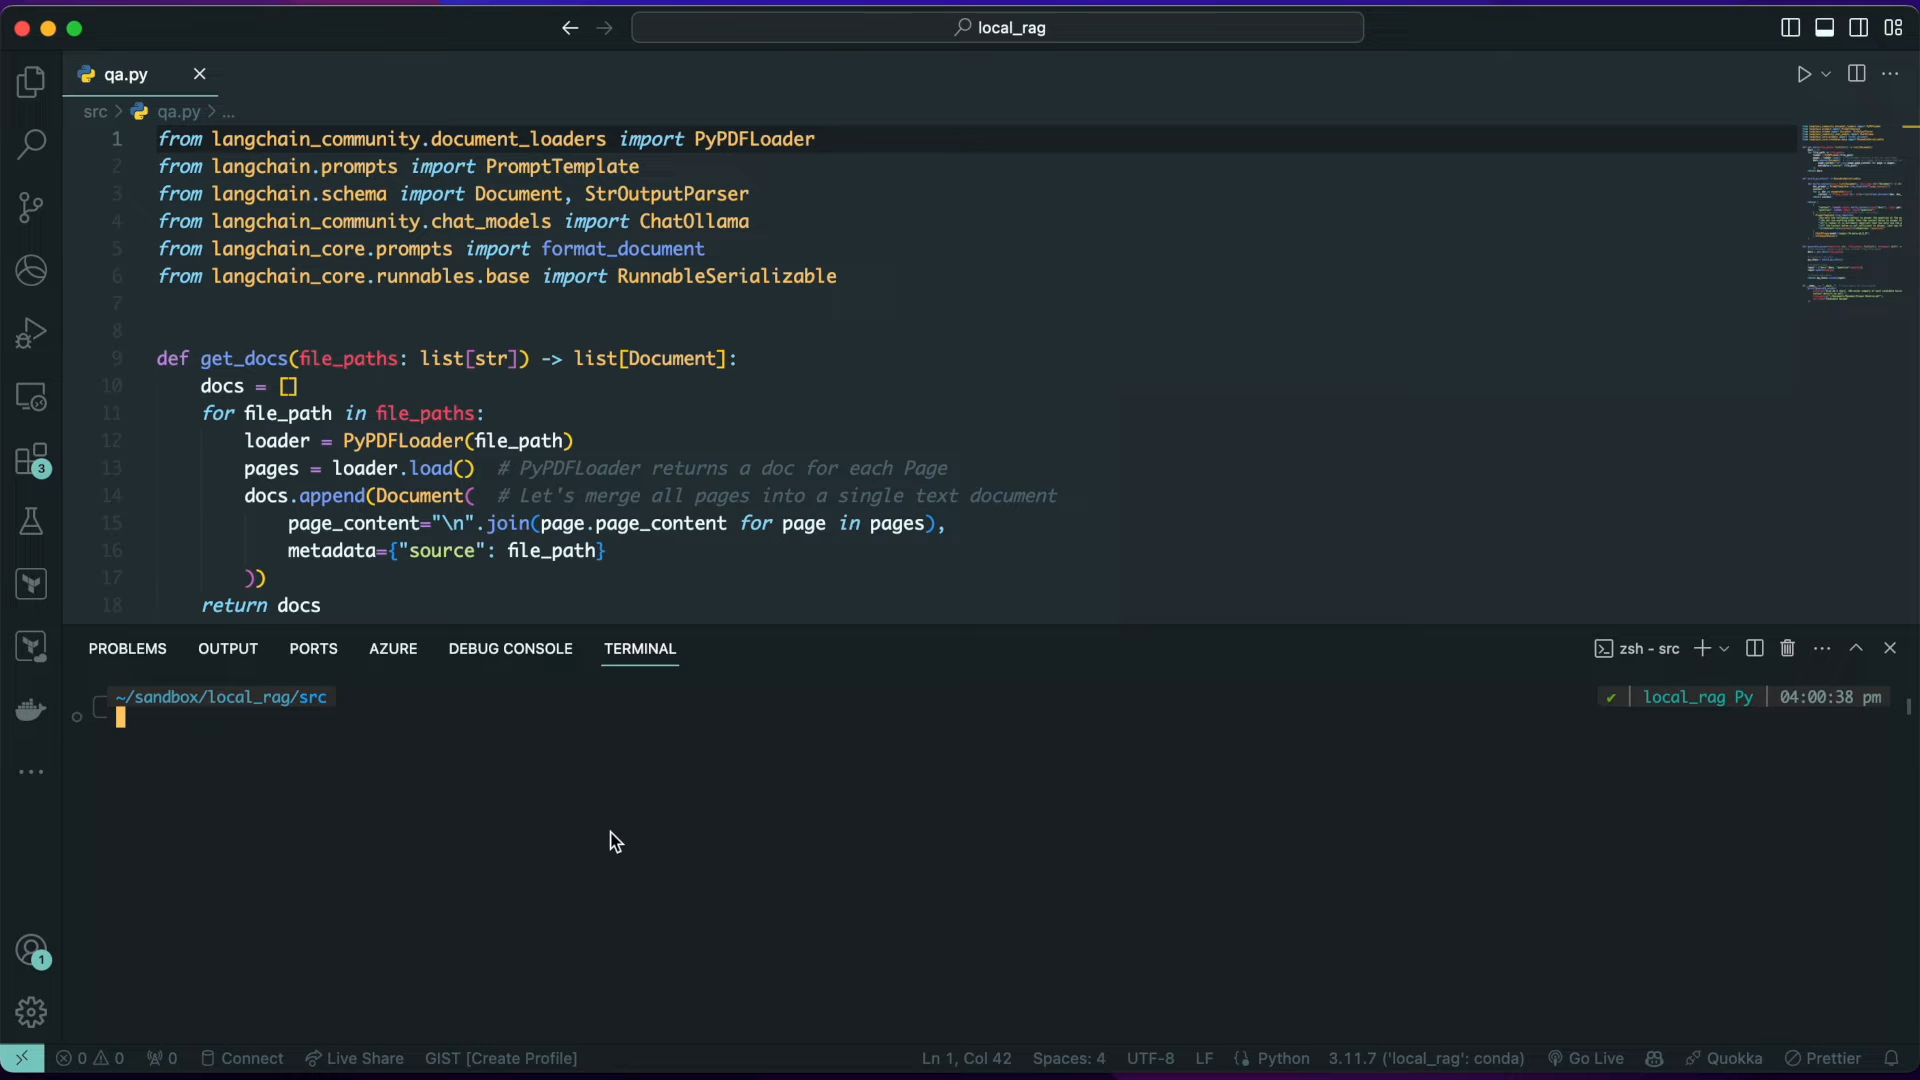 local_rag
qa.py
src > qa.py > ...
1 from langchain_community.document_loaders import PyPDFLoader
2 from langchain.prompts import PromptTemplate
3 from langchain.schema import Document, StrOutputParser
4 from langchain_community.chat_models import ChatOllama
5 from langchain_core.prompts import format_document
6 from langchain_core.runnables.base import RunnableSerializable
7
8
9 def get_docs(file_paths: list[str]) -> list[Document]:
10 docs = []
11 for file_path in file_paths:
12 loader = PyPDFLoader(file_path)
13 pages = loader.load()  # PyPDFLoader returns a doc for each Page
14 docs.append(Document(  # Let's merge all pages into a single text document
15 page_content="\n".join(page.page_content for page in pages),
16 metadata={"source": file_path}
17 ))
18 return docs
PROBLEMS OUTPUT PORTS AZURE DEBUG CONSOLE TERMINAL zsh - src
~/sandbox/local_rag/src ✔ | local_rag Py | 04:00:38 pm
3
1
0 0 0 Connect Live Share GIST [Create Profile] Ln 1, Col 42 Spaces: 4 UTF-8 LF Python 3.11.7 ('local_rag': conda) Go Live Quokka Prettier